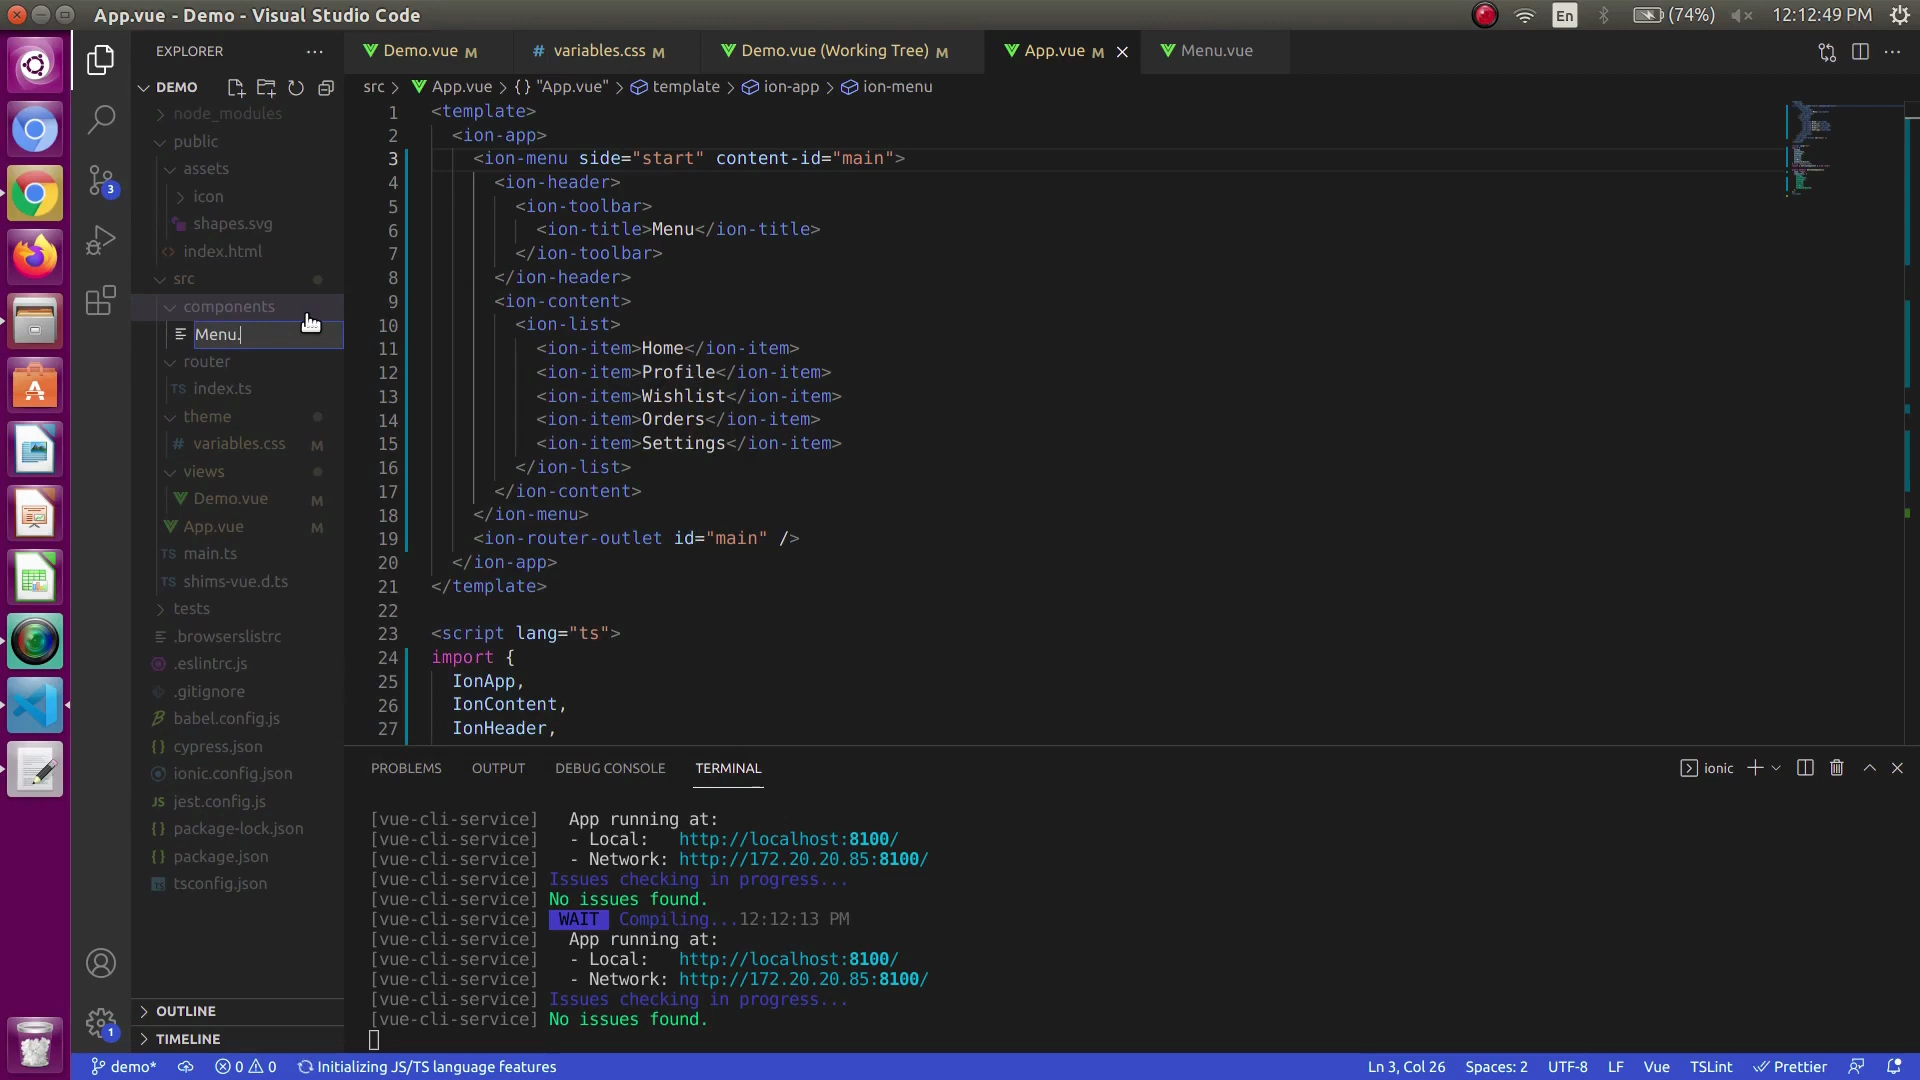 App.vue - Demo - Visual Studio Code
En
(74%)
12:12:49 PM
EXPLORER
DEMO
node_modules
public
assets
icon
shapes.svg
index.html
src
components
Menu.
router
TS index.ts
theme
# variables.css M
views
Demo.vue M
App.vue M
TS main.ts
TS shims-vue.d.ts
tests
.browserslistrc
.eslintrc.js
.gitignore
babel.config.js
{} cypress.json
ionic.config.json
JS jest.config.js
{} package-lock.json
{} package.json
tsconfig.json
OUTLINE
TIMELINE
3
1
Demo.vue M
# variables.css M
Demo.vue (Working Tree) M
App.vue M
Menu.vue
src > App.vue > {} "App.vue" > template > ion-app > ion-menu
1 <template>
2 <ion-app>
3 <ion-menu side="start" content-id="main">
4 <ion-header>
5 <ion-toolbar>
6 <ion-title>Menu</ion-title>
7 </ion-toolbar>
8 </ion-header>
9 <ion-content>
10 <ion-list>
11 <ion-item>Home</ion-item>
12 <ion-item>Profile</ion-item>
13 <ion-item>Wishlist</ion-item>
14 <ion-item>Orders</ion-item>
15 <ion-item>Settings</ion-item>
16 </ion-list>
17 </ion-content>
18 </ion-menu>
19 <ion-router-outlet id="main" />
20 </ion-app>
21 </template>
22
23 <script lang="ts">
24 import {
25 IonApp,
26 IonContent,
27 IonHeader,
PROBLEMS OUTPUT DEBUG CONSOLE TERMINAL
ionic
[vue-cli-service] App running at:
[vue-cli-service] - Local: http://localhost:8100/
[vue-cli-service] - Network: http://172.20.20.85:8100/
[vue-cli-service] Issues checking in progress...
[vue-cli-service] No issues found.
[vue-cli-service] WAIT Compiling...12:12:13 PM
[vue-cli-service] App running at:
[vue-cli-service] - Local: http://localhost:8100/
[vue-cli-service] - Network: http://172.20.20.85:8100/
[vue-cli-service] Issues checking in progress...
[vue-cli-service] No issues found.
demo* 0 0 Initializing JS/TS language features
Ln 3, Col 26 Spaces: 2 UTF-8 LF Vue TSLint Prettier